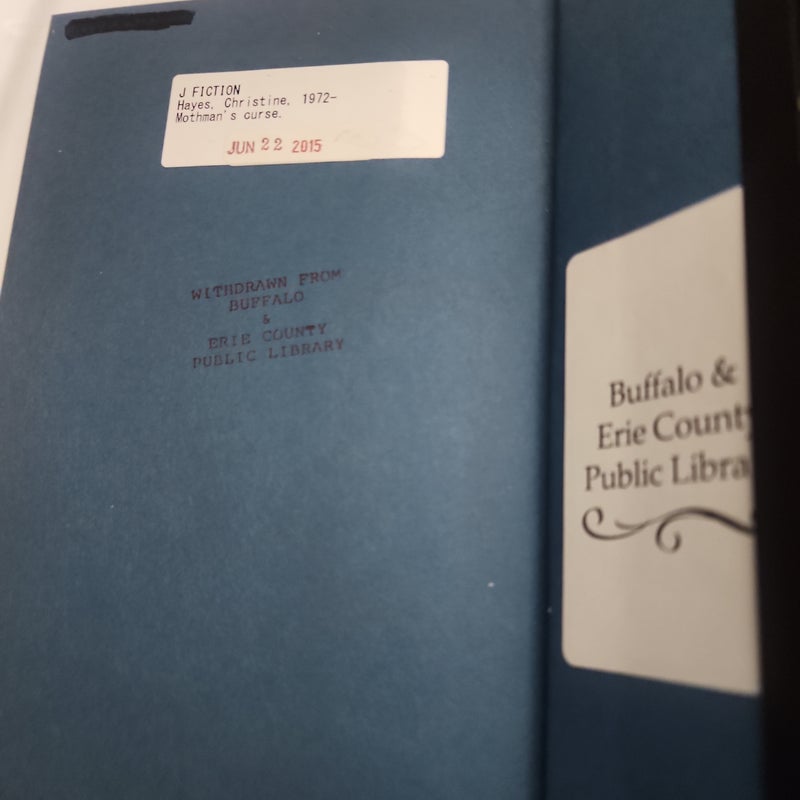 J FICTION
Hayes, Christine, 1972-
Mothman's curse.
JUN 22 2015
WITHDRAWN FROM
BUFFALO
&
ERIE COUNTY
PUBLIC LIBRARY
Buffalo &
Erie County
Public Libra